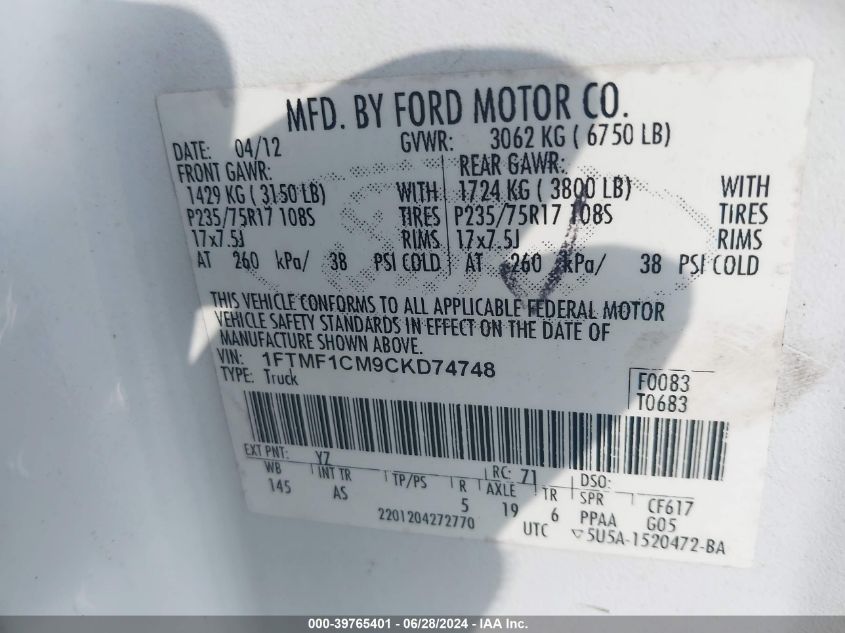 MFD. BY FORD MOTOR CO.
DATE: 04/12 GVWR: 3062 KG ( 6750 LB)
FRONT GAWR: REAR GAWR:
1429 KG ( 3150 LB) WITH 1724 KG ( 3800 LB) WITH
P235/75R17 108S TIRES P235/75R17 108S TIRES
17x7.5J RIMS 17x7.5J RIMS
AT 260 kPa/ 38 PSI COLD AT 260 kPa/ 38 PSI COLD
THIS VEHICLE CONFORMS TO ALL APPLICABLE FEDERAL MOTOR
VEHICLE SAFETY STANDARDS IN EFFECT ON THE DATE OF
MANUFACTURE SHOWN ABOVE.
VIN: 1FTMF1CM9CKD74748
TYPE: Truck
F0083
T0683
EXT PNT: YZ RC: 71 DSO:
WB INT TR TP/PS R AXLE TR SPR CF617
145 AS 5 19 6 PPAA G05
2201204272770 UTC ▽5U5A-1520472-BA
000-39765401 - 06/28/2024 - IAA Inc.